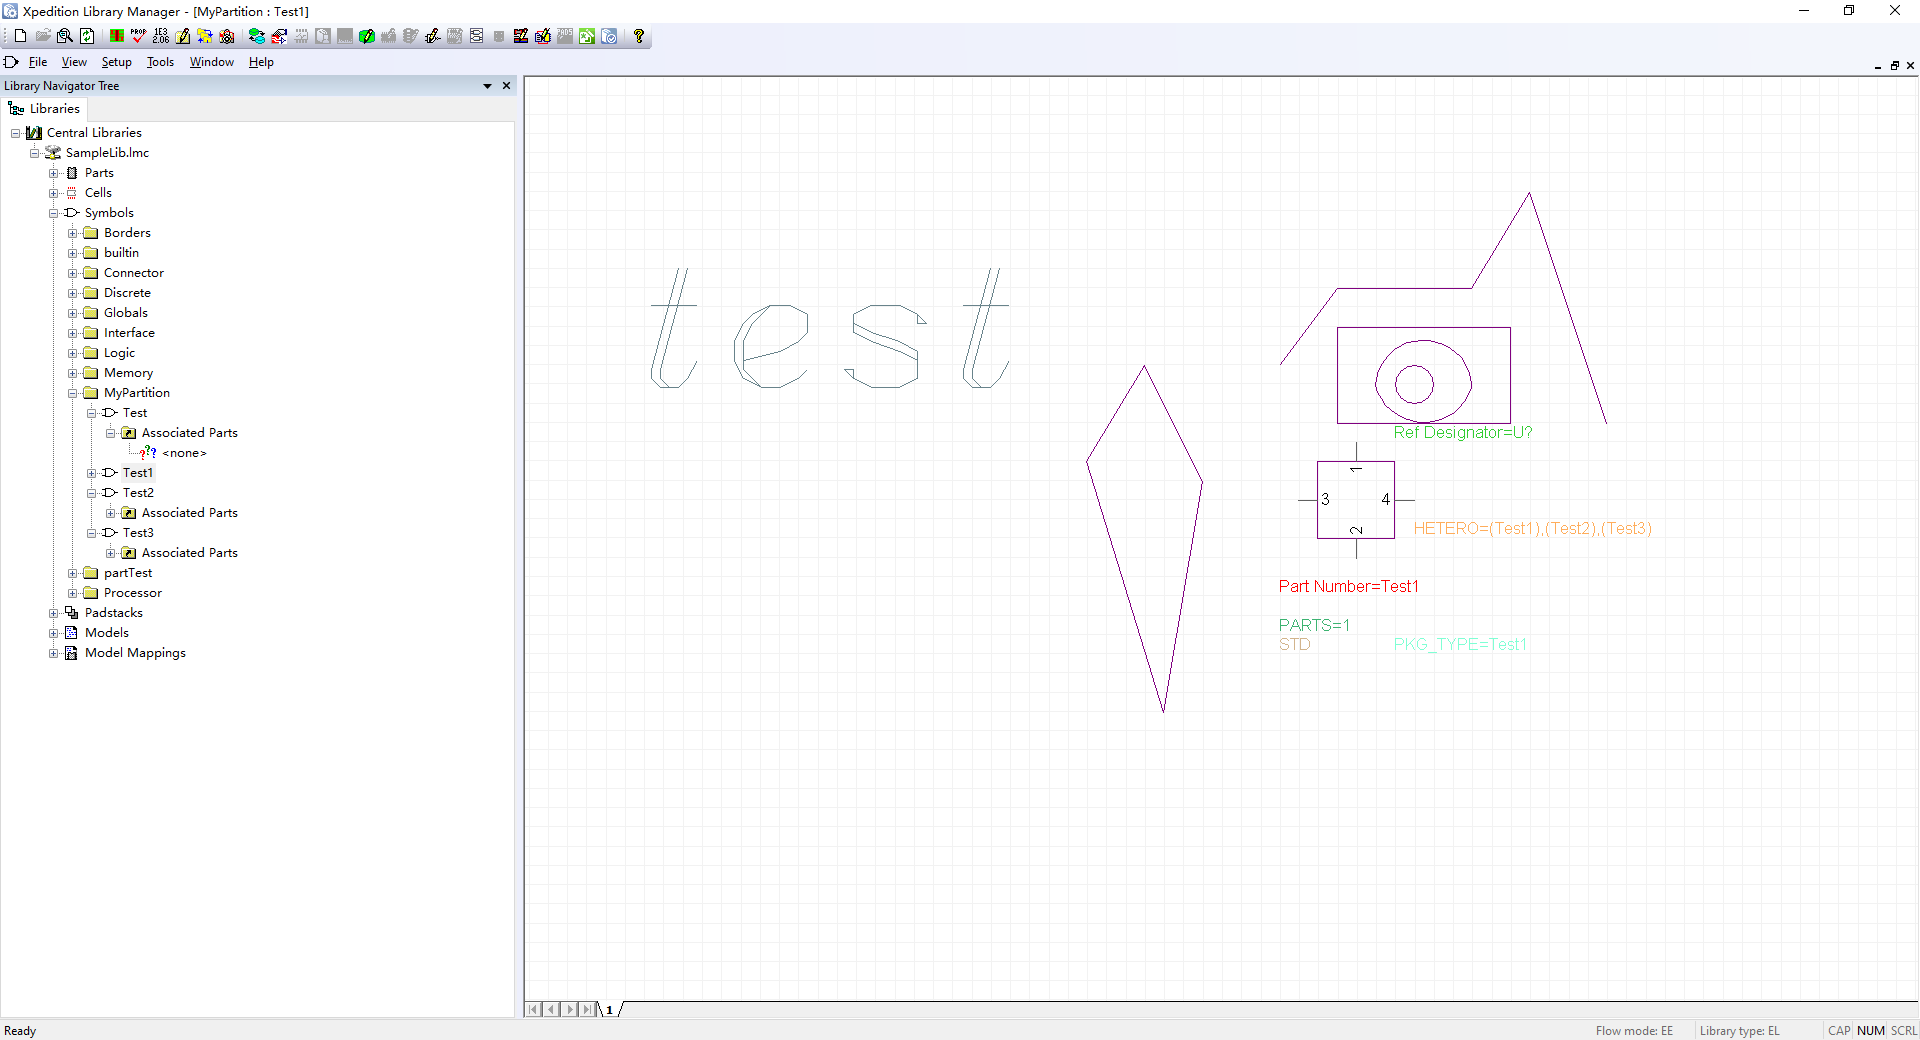 Xpedition Library Manager - [MyPartition : Test1]
File View Setup Tools Window Help
Library Navigator Tree
Libraries
Central Libraries
SampleLib.lmc
Parts
Cells
Symbols
Borders
builtin
Connector
Discrete
Globals
Interface
Logic
Memory
MyPartition
Test
Associated Parts
<none>
Test1
Test2
Associated Parts
Test3
Associated Parts
partTest
Processor
Padstacks
Models
Model Mappings
test
Ref Designator=U?
1
3 4
2
HETERO=(Test1),(Test2),(Test3)
Part Number=Test1
PARTS=1
STD PKG_TYPE=Test1
1
Ready Flow mode: EE Library type: EL CAP NUM SCRL